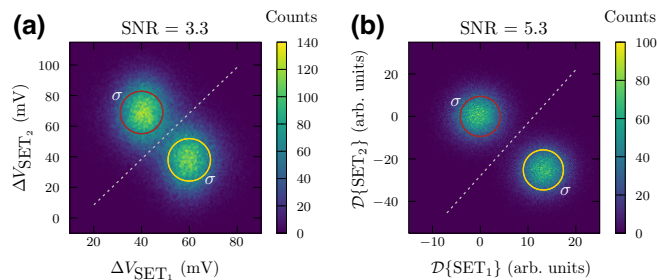 (a)
SNR = 3.3
Counts
100
80
60
40
20
0
20
40
60
80
ΔV_SET₂ (mV)
ΔV_SET₁ (mV)
σ
σ
140
120
100
80
60
40
20
0
(b)
SNR = 5.3
Counts
20
0
−20
−40
−10
0
10
20
𝒟{SET₂} (arb. units)
𝒟{SET₁} (arb. units)
σ
σ
100
80
60
40
20
0